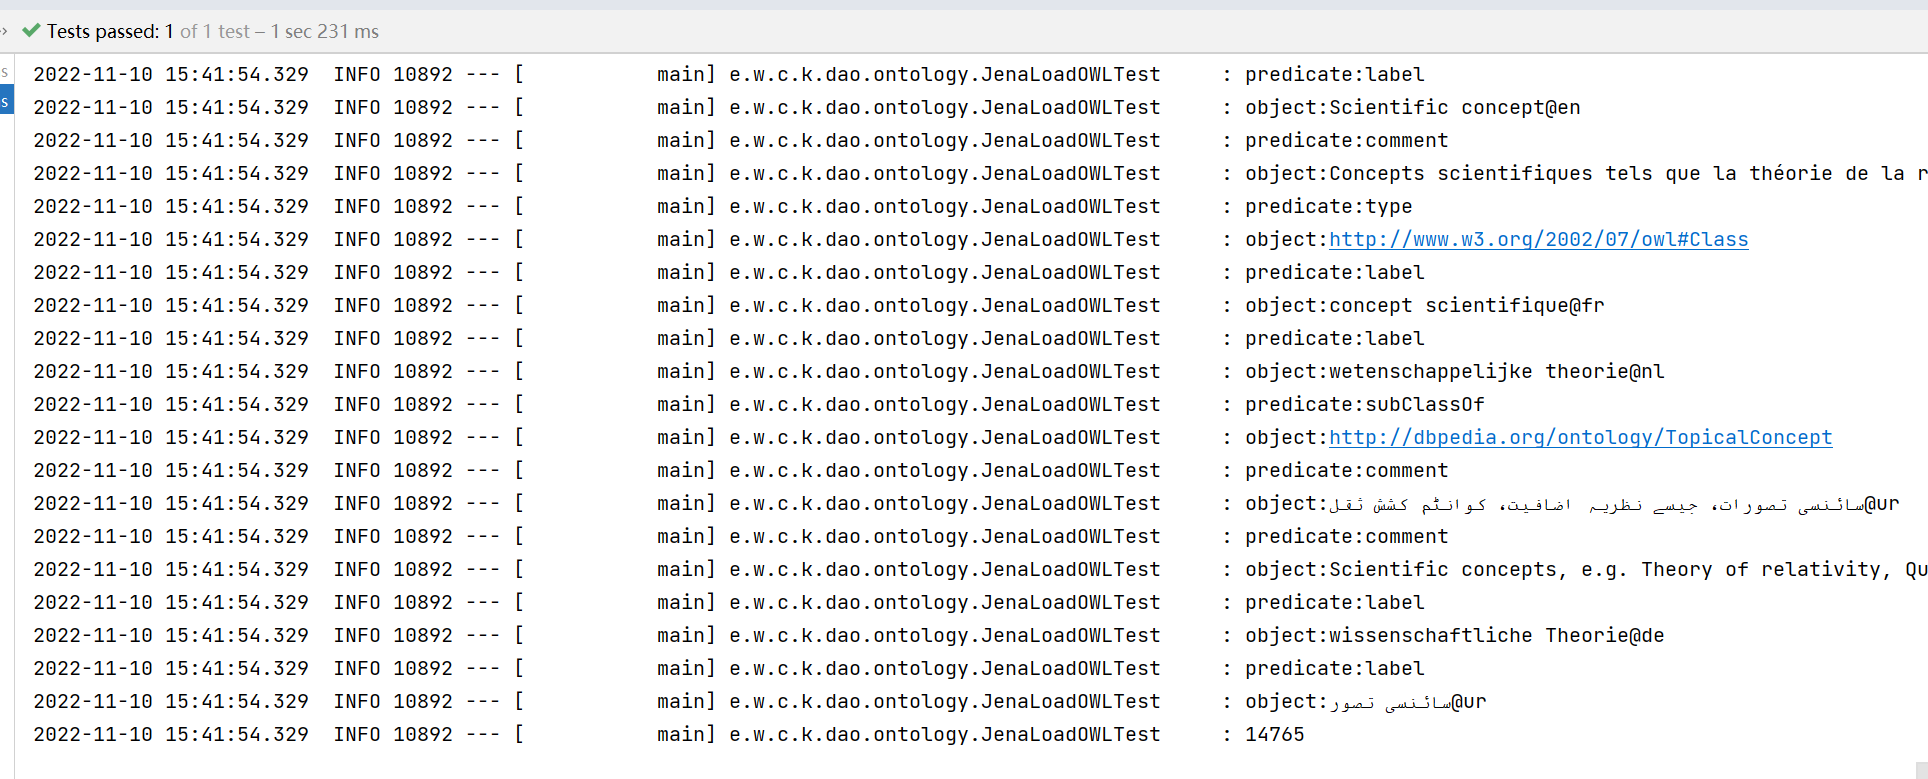 Tests passed: 1 of 1 test – 1 sec 231 ms
2022-11-10 15:41:54.329  INFO 10892 --- [           main] e.w.c.k.dao.ontology.JenaLoadOWLTest     : predicate:label
2022-11-10 15:41:54.329  INFO 10892 --- [           main] e.w.c.k.dao.ontology.JenaLoadOWLTest     : object:Scientific concept@en
2022-11-10 15:41:54.329  INFO 10892 --- [           main] e.w.c.k.dao.ontology.JenaLoadOWLTest     : predicate:comment
2022-11-10 15:41:54.329  INFO 10892 --- [           main] e.w.c.k.dao.ontology.JenaLoadOWLTest     : object:Concepts scientifiques tels que la théorie de la r
2022-11-10 15:41:54.329  INFO 10892 --- [           main] e.w.c.k.dao.ontology.JenaLoadOWLTest     : predicate:type
2022-11-10 15:41:54.329  INFO 10892 --- [           main] e.w.c.k.dao.ontology.JenaLoadOWLTest     : object:http://www.w3.org/2002/07/owl#Class
2022-11-10 15:41:54.329  INFO 10892 --- [           main] e.w.c.k.dao.ontology.JenaLoadOWLTest     : predicate:label
2022-11-10 15:41:54.329  INFO 10892 --- [           main] e.w.c.k.dao.ontology.JenaLoadOWLTest     : object:concept scientifique@fr
2022-11-10 15:41:54.329  INFO 10892 --- [           main] e.w.c.k.dao.ontology.JenaLoadOWLTest     : predicate:label
2022-11-10 15:41:54.329  INFO 10892 --- [           main] e.w.c.k.dao.ontology.JenaLoadOWLTest     : object:wetenschappelijke theorie@nl
2022-11-10 15:41:54.329  INFO 10892 --- [           main] e.w.c.k.dao.ontology.JenaLoadOWLTest     : predicate:subClassOf
2022-11-10 15:41:54.329  INFO 10892 --- [           main] e.w.c.k.dao.ontology.JenaLoadOWLTest     : object:http://dbpedia.org/ontology/TopicalConcept
2022-11-10 15:41:54.329  INFO 10892 --- [           main] e.w.c.k.dao.ontology.JenaLoadOWLTest     : predicate:comment
2022-11-10 15:41:54.329  INFO 10892 --- [           main] e.w.c.k.dao.ontology.JenaLoadOWLTest     : object:سائنسی تصورات، جیسے نظریہ اضافیت، کوانٹم کشش ثقل@ur
2022-11-10 15:41:54.329  INFO 10892 --- [           main] e.w.c.k.dao.ontology.JenaLoadOWLTest     : predicate:comment
2022-11-10 15:41:54.329  INFO 10892 --- [           main] e.w.c.k.dao.ontology.JenaLoadOWLTest     : object:Scientific concepts, e.g. Theory of relativity, Qu
2022-11-10 15:41:54.329  INFO 10892 --- [           main] e.w.c.k.dao.ontology.JenaLoadOWLTest     : predicate:label
2022-11-10 15:41:54.329  INFO 10892 --- [           main] e.w.c.k.dao.ontology.JenaLoadOWLTest     : object:wissenschaftliche Theorie@de
2022-11-10 15:41:54.329  INFO 10892 --- [           main] e.w.c.k.dao.ontology.JenaLoadOWLTest     : predicate:label
2022-11-10 15:41:54.329  INFO 10892 --- [           main] e.w.c.k.dao.ontology.JenaLoadOWLTest     : object:سائنسی تصور@ur
2022-11-10 15:41:54.329  INFO 10892 --- [           main] e.w.c.k.dao.ontology.JenaLoadOWLTest     : 14765